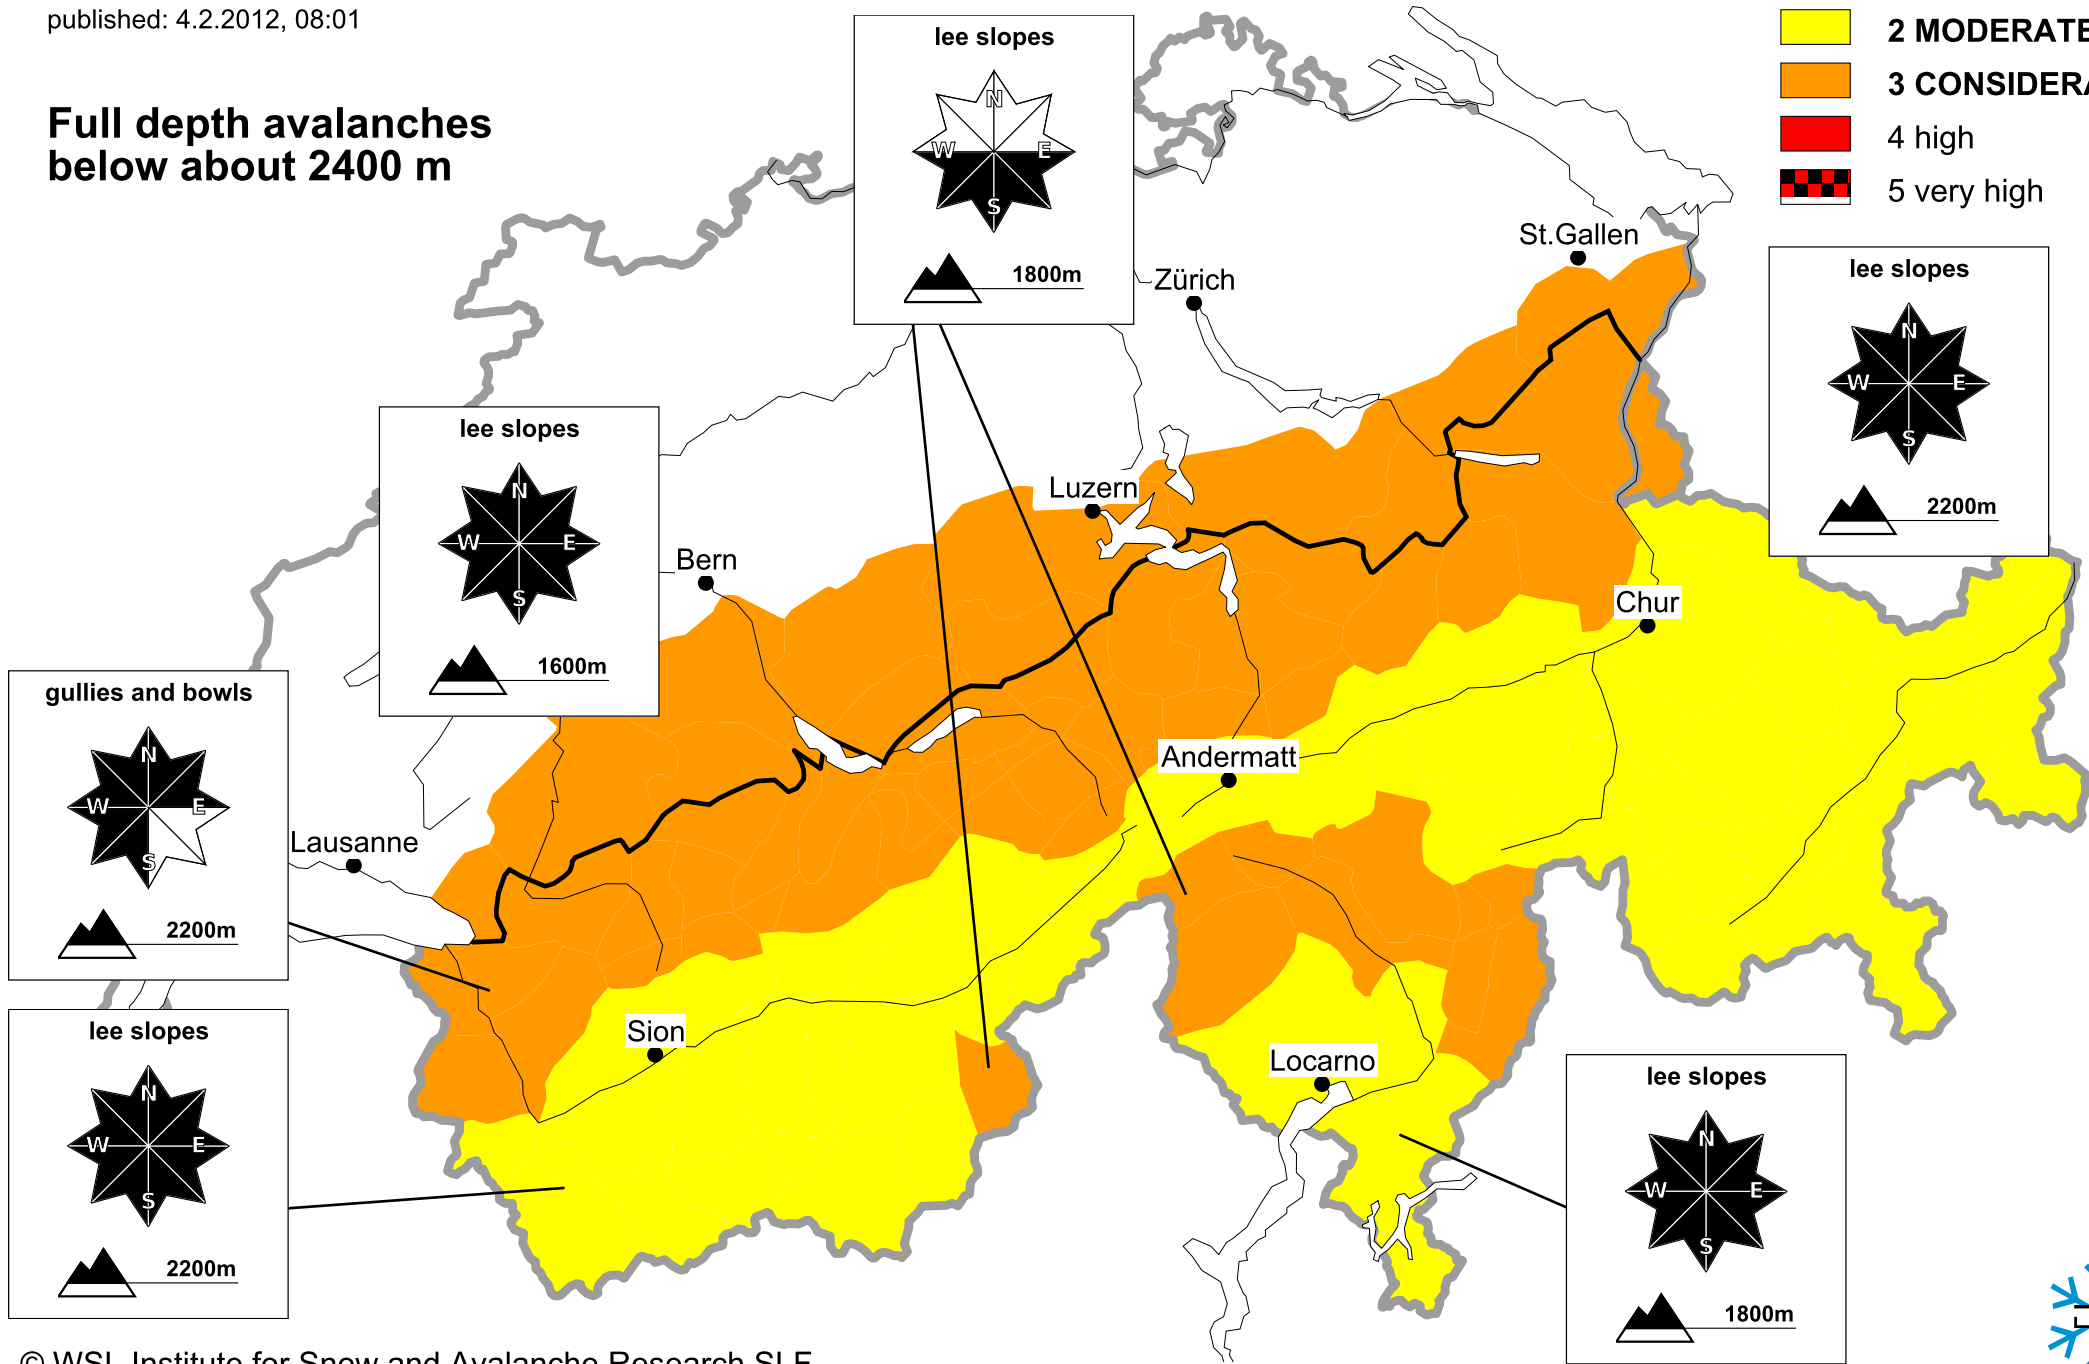 published: 4.2.2012, 08:01
Full depth avalanches
below about 2400 m
2 MODERATE
3 CONSIDERA
4 high
5 very high
lee slopes
N
W E
S
1800m
St.Gallen
Zürich
lee slopes
N
W E
S
2200m
lee slopes
N
W E
S
1600m
Luzern
Bern
Chur
gullies and bowls
N
W E
S
2200m
Andermatt
Lausanne
lee slopes
N
W E
S
2200m
Sion
Locarno
lee slopes
N
W E
S
1800m
© WSL Institute for Snow and Avalanche Research SLF